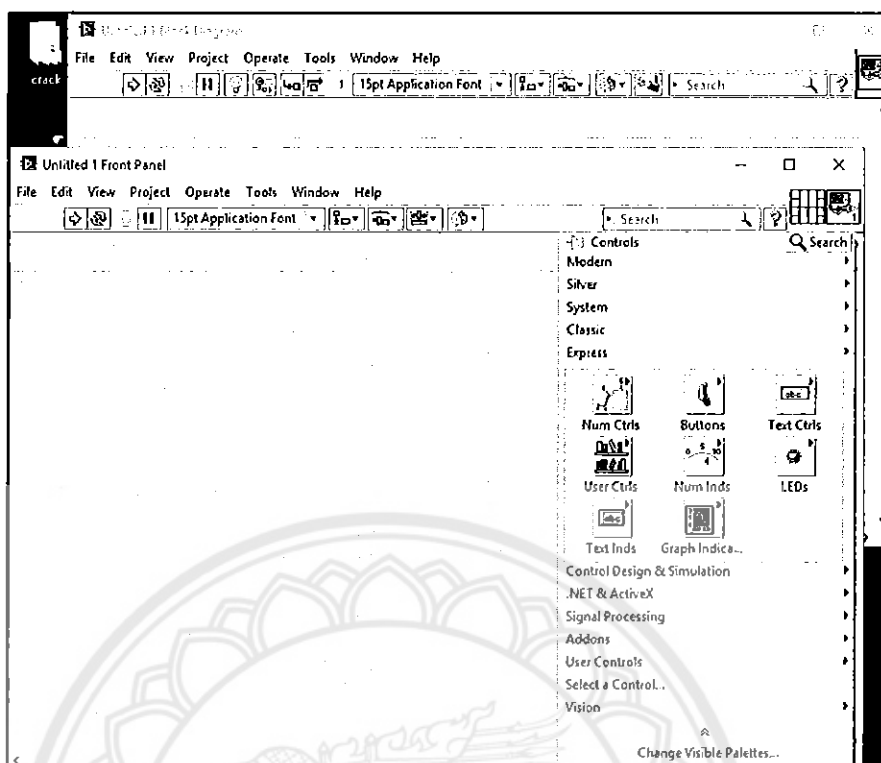 crack
File Edit View Project Operate Tools Window Help
15pt Application Font
Search
?
Untitled 1 Front Panel
File Edit View Project Operate Tools Window Help
15pt Application Font
Search
?
1
Controls
Search
Modern
Silver
System
Classic
Express
Num Ctrls Buttons Text Ctrls
User Ctrls Num Inds LEDs
Text Inds Graph Indica...
Control Design & Simulation
.NET & ActiveX
Signal Processing
Addons
User Controls
Select a Control...
Vision
Change Visible Palettes...